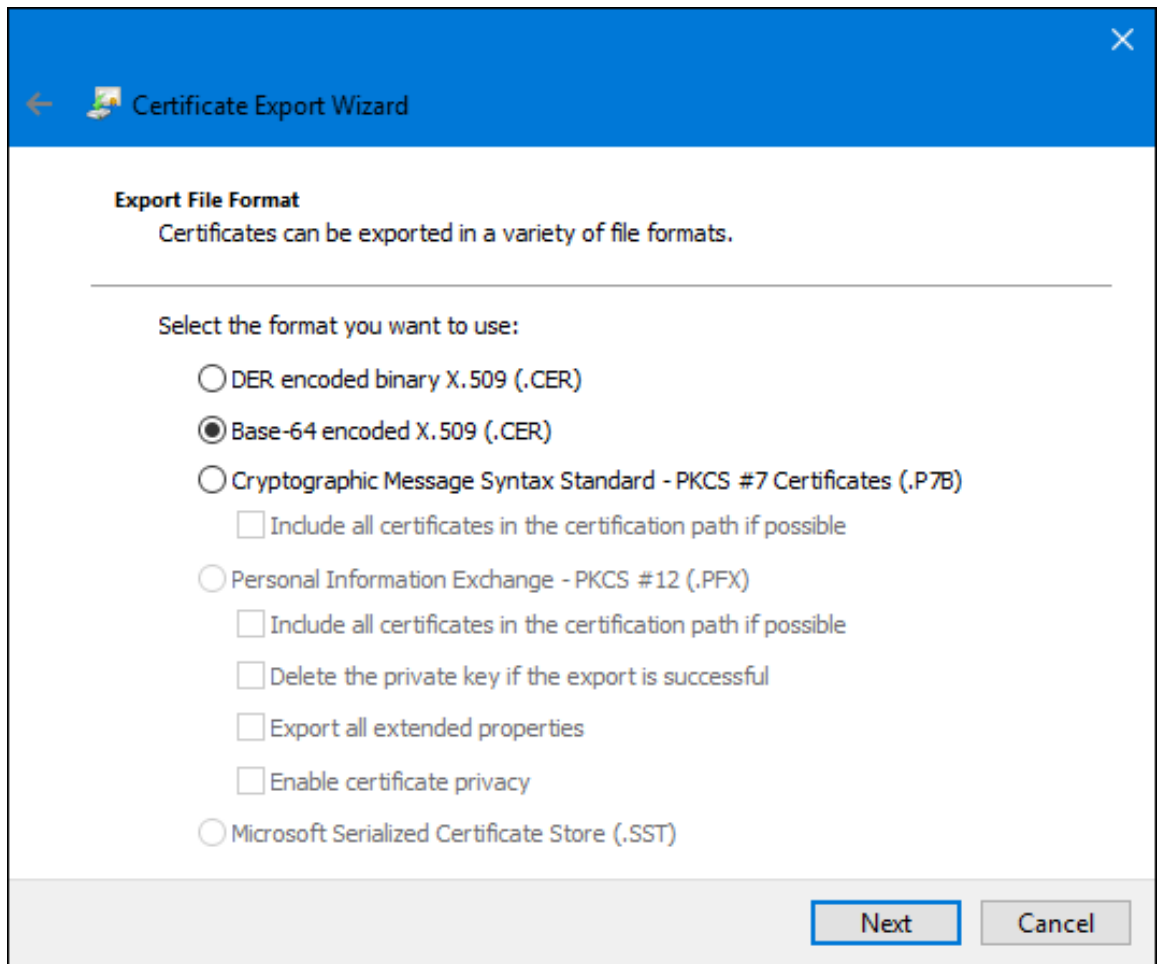 Certificate Export Wizard
Export File Format
Certificates can be exported in a variety of file formats.
Select the format you want to use:
DER encoded binary X.509 (.CER)
Base-64 encoded X.509 (.CER)
Cryptographic Message Syntax Standard - PKCS #7 Certificates (.P7B)
Include all certificates in the certification path if possible
Personal Information Exchange - PKCS #12 (.PFX)
Include all certificates in the certification path if possible
Delete the private key if the export is successful
Export all extended properties
Enable certificate privacy
Microsoft Serialized Certificate Store (.SST)
Next Cancel